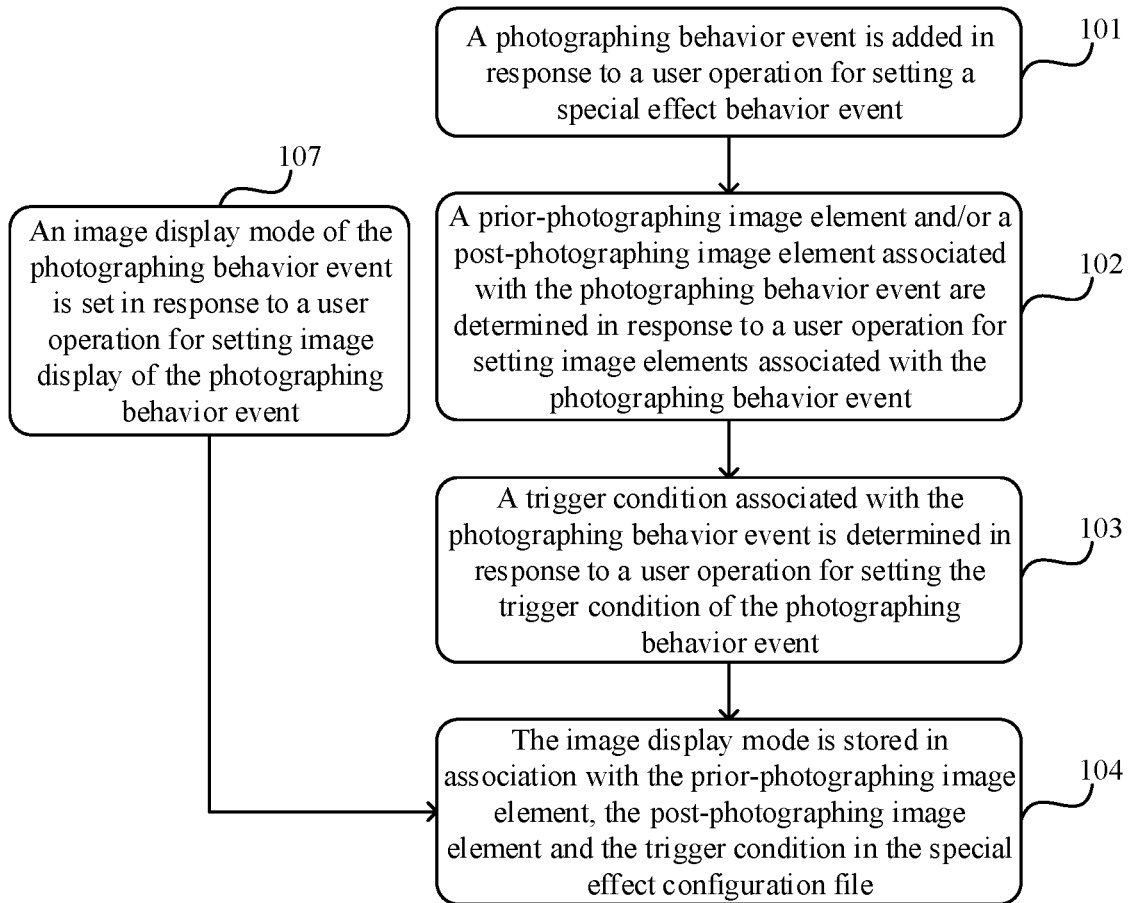 A photographing behavior event is added in
response to a user operation for setting a
special effect behavior event
101
107
An image display mode of the
photographing behavior event
is set in response to a user
operation for setting image
display of the photographing
behavior event
A prior-photographing image element and/or a
post-photographing image element associated
with the photographing behavior event are
determined in response to a user operation for
setting image elements associated with the
photographing behavior event
102
A trigger condition associated with the
photographing behavior event is determined in
response to a user operation for setting the
trigger condition of the photographing
behavior event
103
The image display mode is stored in
association with the prior-photographing image
element, the post-photographing image
element and the trigger condition in the special
effect configuration file
104